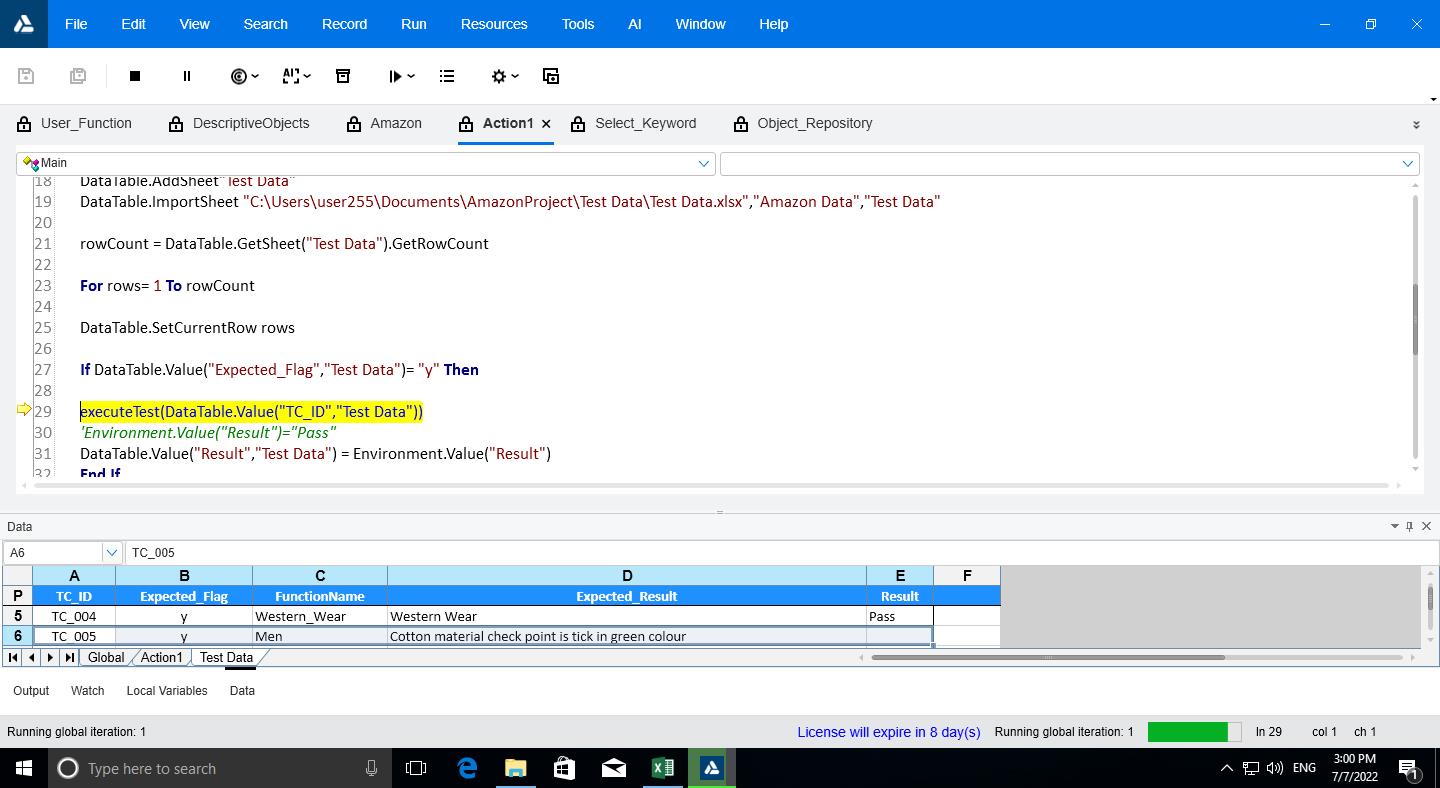 File Edit View Search Record Run Resources Tools AI Window Help
User_Function DescriptiveObjects Amazon Action1 Select_Keyword Object_Repository
Main
18 DataTable.AddSheet"Test Data"
19 DataTable.ImportSheet "C:\Users\user255\Documents\AmazonProject\Test Data\Test Data.xlsx","Amazon Data","Test Data"
20
21 rowCount = DataTable.GetSheet("Test Data").GetRowCount
22
23 For rows= 1 To rowCount
24
25 DataTable.SetCurrentRow rows
26
27 If DataTable.Value("Expected_Flag","Test Data")= "y" Then
28
29 executeTest(DataTable.Value("TC_ID","Test Data"))
30 'Environment.Value("Result")="Pass"
31 DataTable.Value("Result","Test Data") = Environment.Value("Result")
32 End If
Data
A6 TC_005
A B C D E F
P TC_ID Expected_Flag FunctionName Expected_Result Result
5 TC_004 y Western_Wear Western Wear Pass
6 TC_005 y Men Cotton material check point is tick in green colour
Global Action1 Test Data
Output Watch Local Variables Data
Running global iteration: 1 License will expire in 8 day(s) Running global iteration: 1 ln 29 col 1 ch 1
Type here to search ENG 3:00 PM
7/7/2022 1